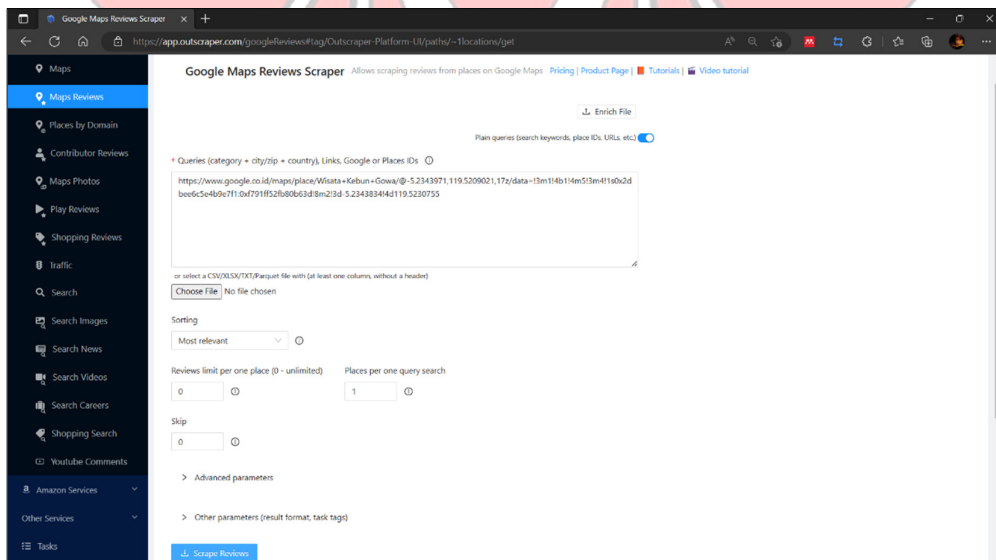 Google Maps Reviews Scraper
https://app.outscraper.com/googleReviews#tag/Outscraper-Platform-UI/paths/~1locations/get
Maps
Maps Reviews
Places by Domain
Contributor Reviews
Maps Photos
Play Reviews
Shopping Reviews
Traffic
Search
Search Images
Search News
Search Videos
Search Careers
Shopping Search
Youtube Comments
Amazon Services
Other Services
Tasks
Google Maps Reviews Scraper Allows scraping reviews from places on Google Maps Pricing | Product Page | Tutorials | Video tutorial
Enrich File
Plain queries (search keywords, place IDs, URLs, etc.)
* Queries (category + city/zip + country), Links, Google or Places IDs
https://www.google.co.id/maps/place/Wisata+Kebun+Gowa/@-5.2343971,119.5209021,17z/data=!3m1!4b1!4m5!3m4!1s0x2d
bee6c5e4b9e7f1:0xf791ff52fb80b63d!8m2!3d-5.2343834!4d119.5230755
or select a CSV/XLSX/TXT/Parquet file with (at least one column, without a header)
Choose File No file chosen
Sorting
Most relevant
Reviews limit per one place (0 - unlimited) Places per one query search
0 1
Skip
0
> Advanced parameters
> Other parameters (result format, task tags)
Scrape Reviews